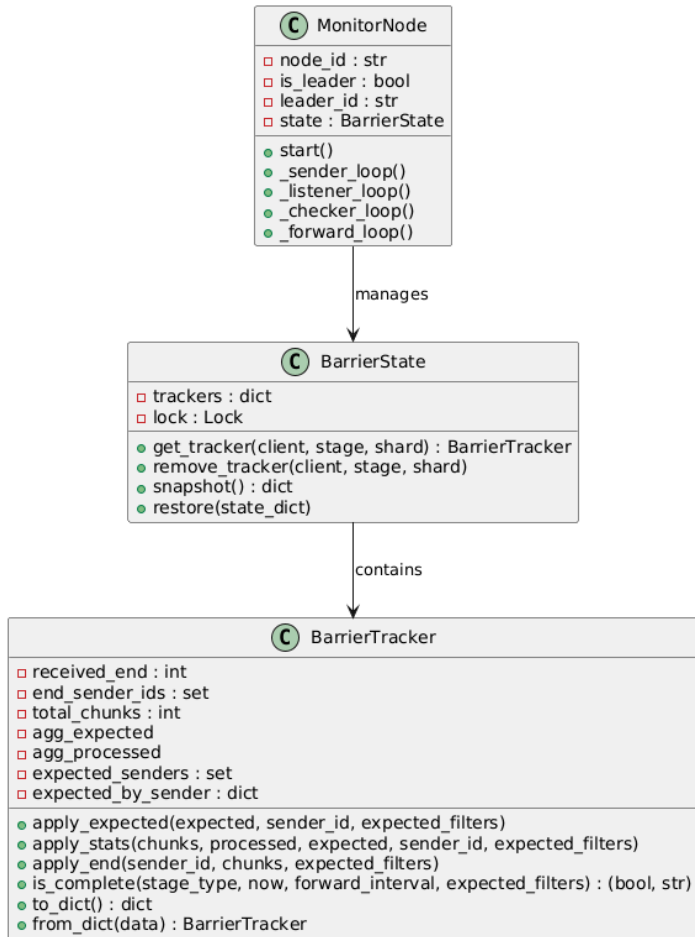 C MonitorNode
node_id : str
is_leader : bool
leader_id : str
state : BarrierState
start()
_sender_loop()
_listener_loop()
_checker_loop()
_forward_loop()
manages
C BarrierState
trackers : dict
lock : Lock
get_tracker(client, stage, shard) : BarrierTracker
remove_tracker(client, stage, shard)
snapshot() : dict
restore(state_dict)
contains
C BarrierTracker
received_end : int
end_sender_ids : set
total_chunks : int
agg_expected
agg_processed
expected_senders : set
expected_by_sender : dict
apply_expected(expected, sender_id, expected_filters)
apply_stats(chunks, processed, expected, sender_id, expected_filters)
apply_end(sender_id, chunks, expected_filters)
is_complete(stage_type, now, forward_interval, expected_filters) : (bool, str)
to_dict() : dict
from_dict(data) : BarrierTracker